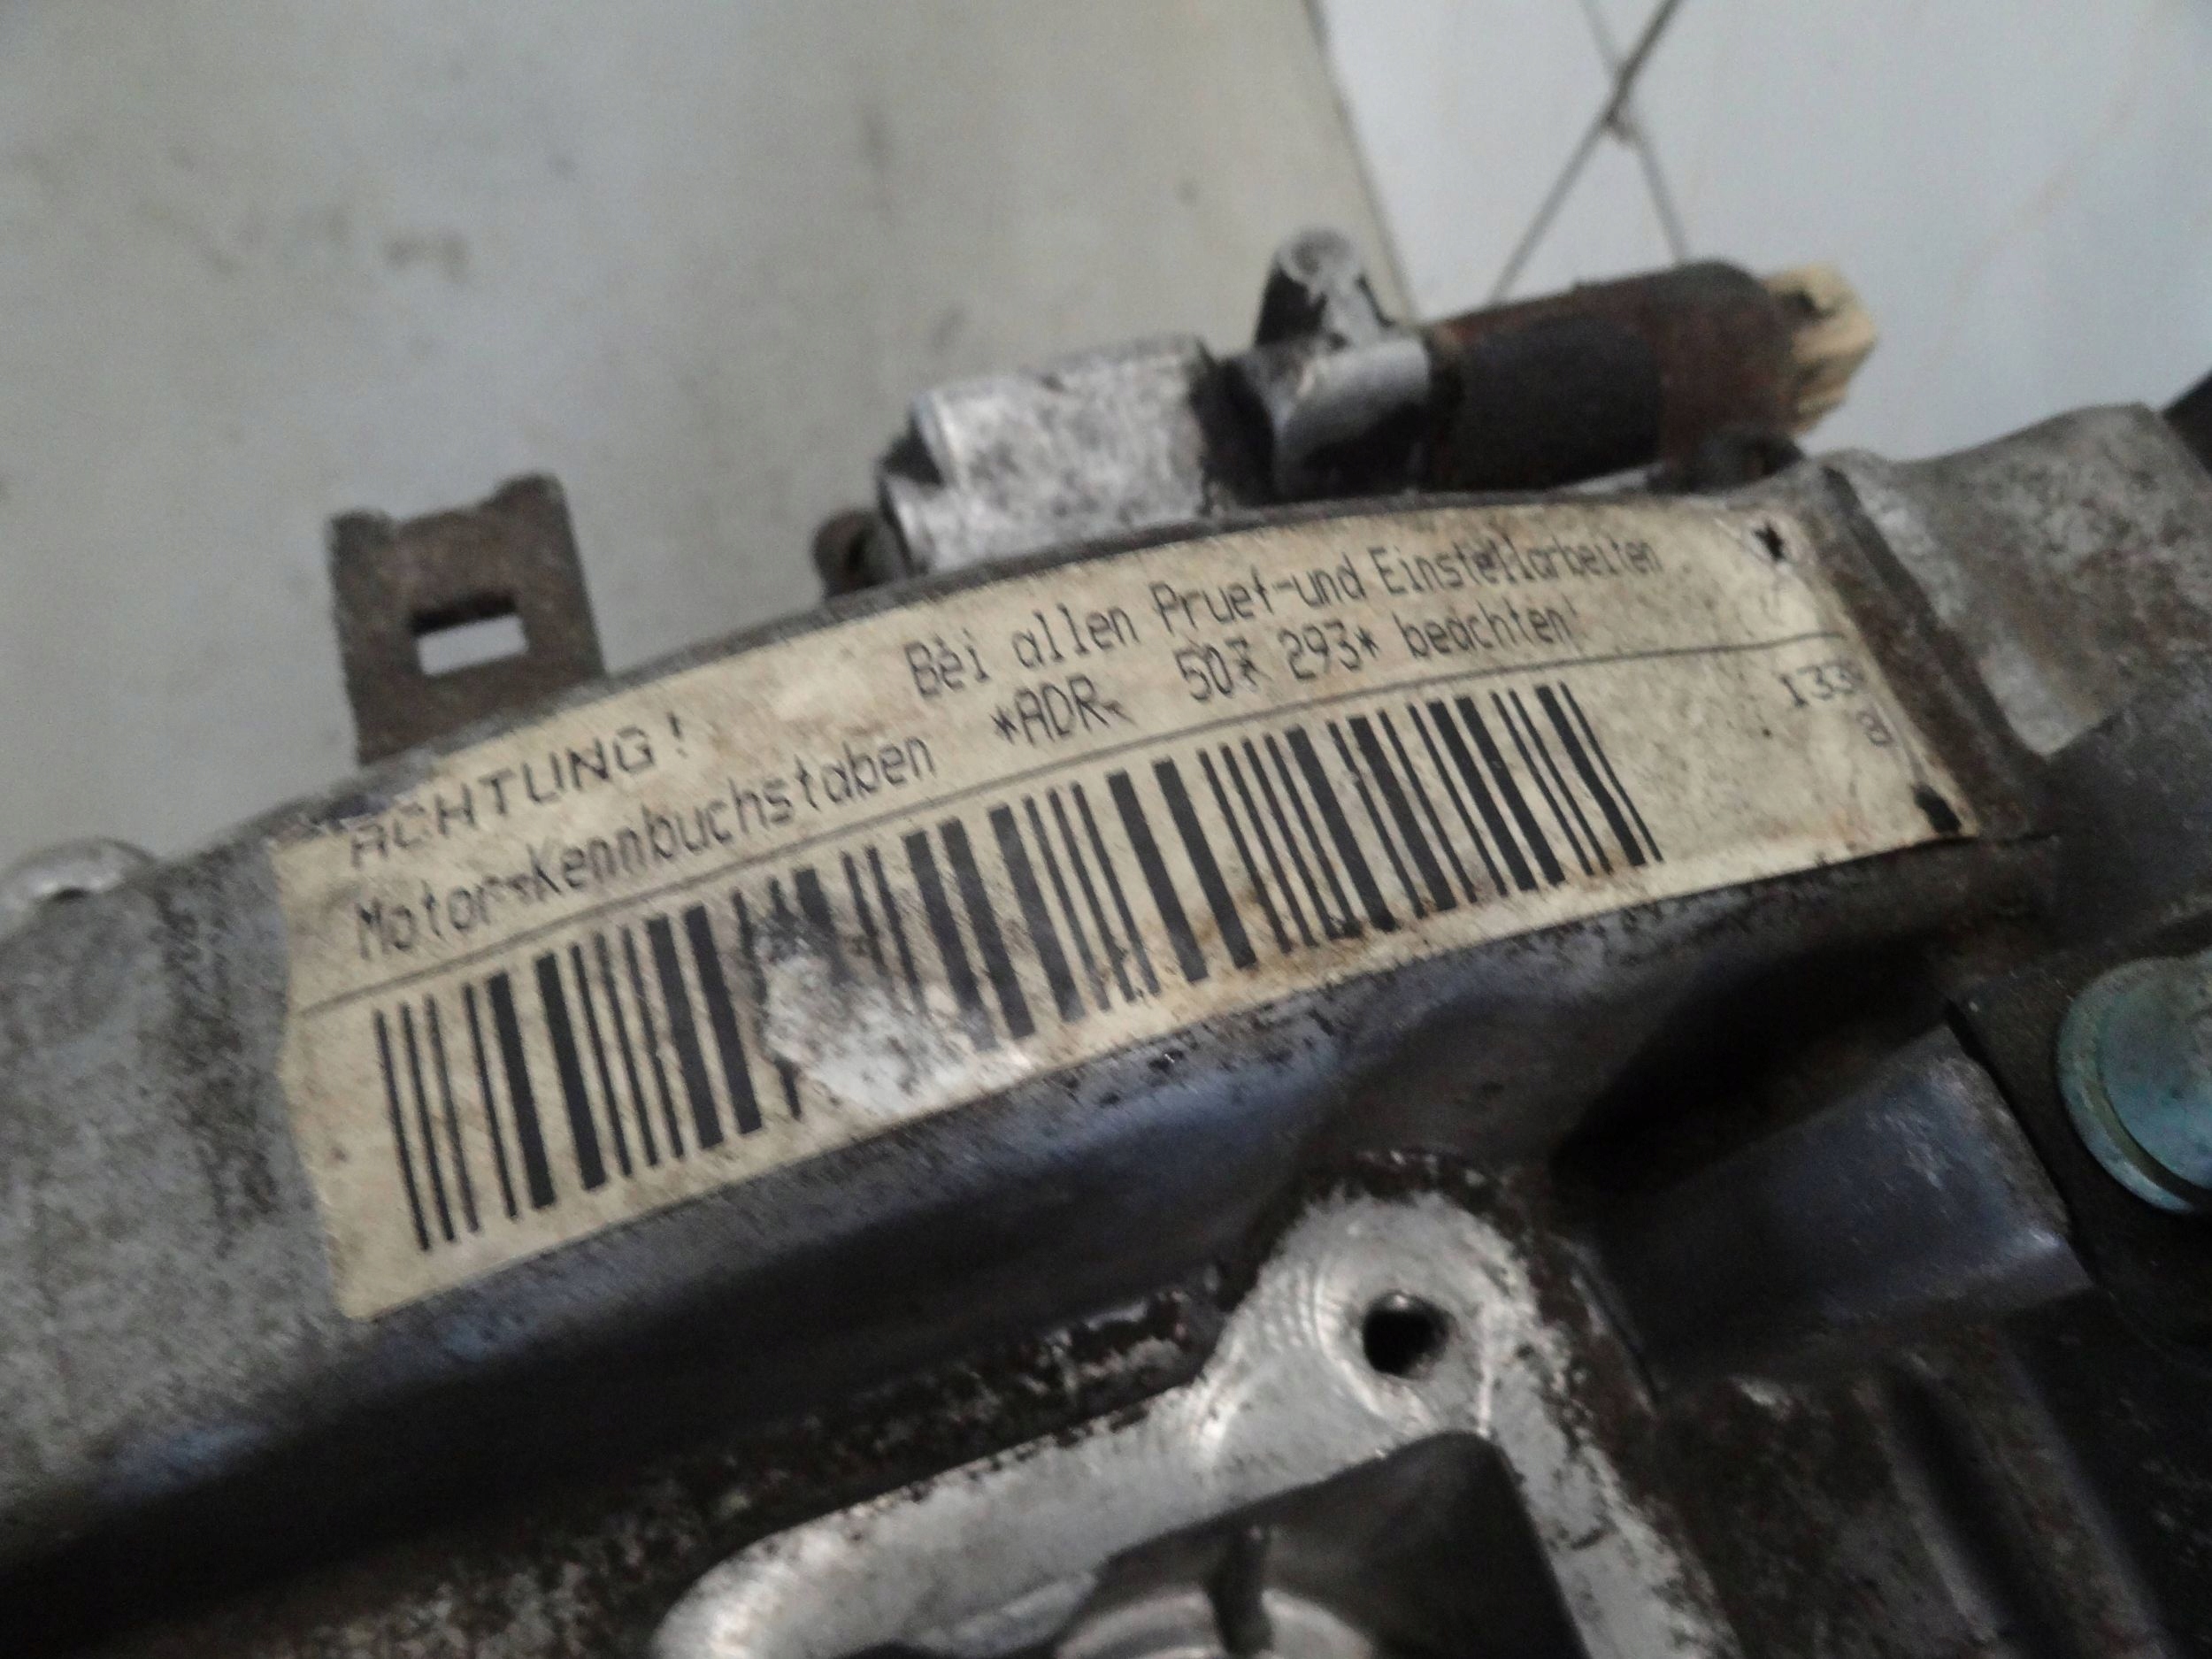 ACHTUNG! Bei allen Pruef-und Einstellarbeiten
Motor-Kennbuchstaben *ADR- 507 293* beachten!